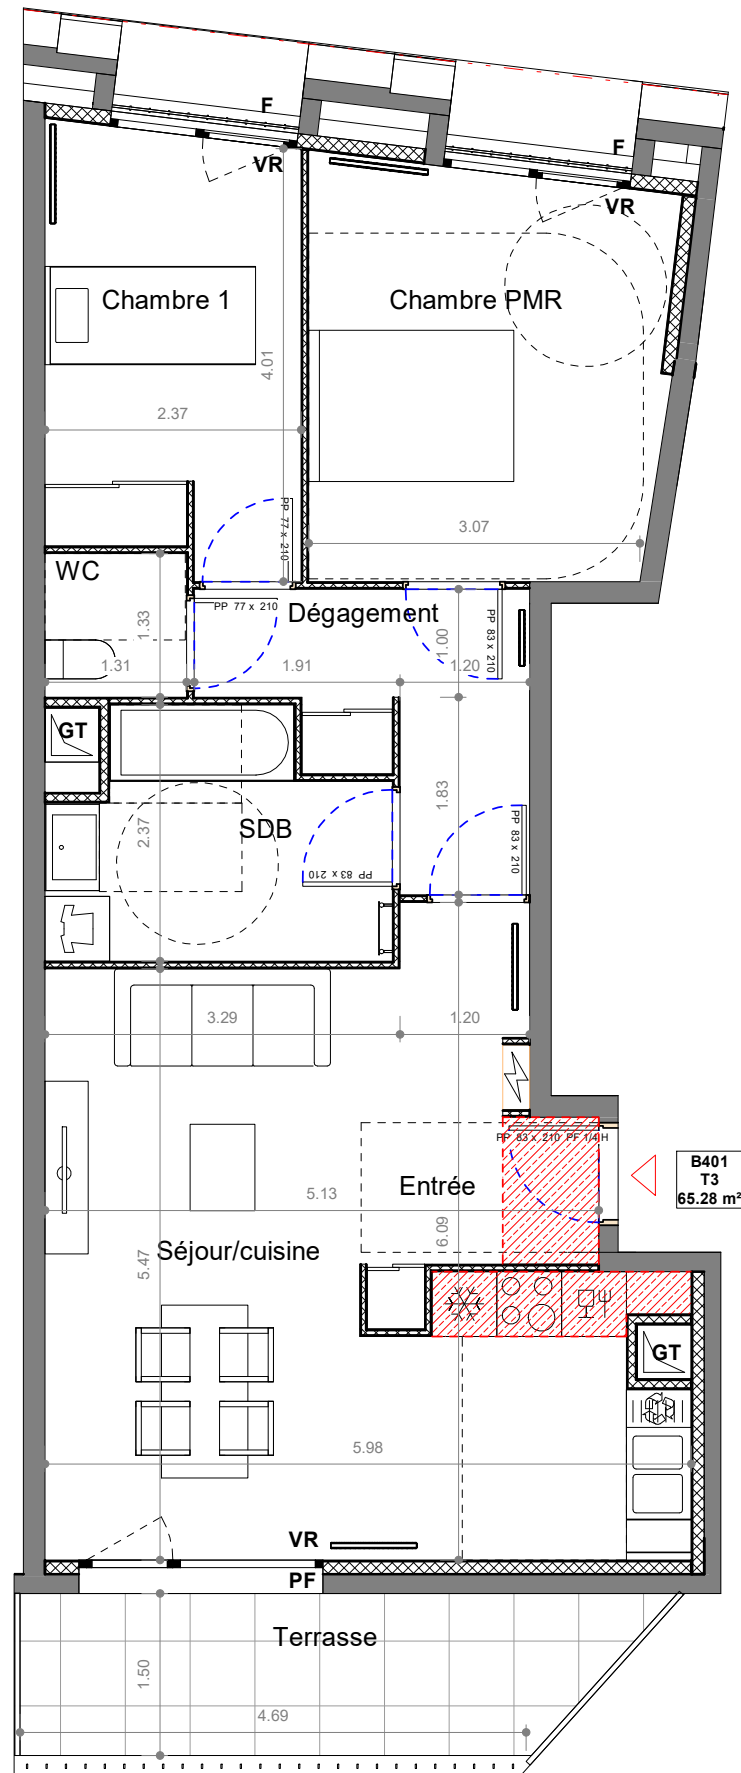 F
VR
F
VR
Chambre 1
Chambre PMR
4.01
2.37
3.07
PP 77 x 210
WC
PP 77 x 210
Dégagement
PP 83 x 210
1.33
1.00
1.31
1.91
1.20
GT
1.83
2.37
SDB
PP 83 x 210
PP 83 x 210
3.29
1.20
PP 83 x 210 PF 1/4 H
B401
T3
65.28 m²
Entrée
5.13
6.09
5.47
Séjour/cuisine
GT
5.98
VR
PF
Terrasse
1.50
4.69